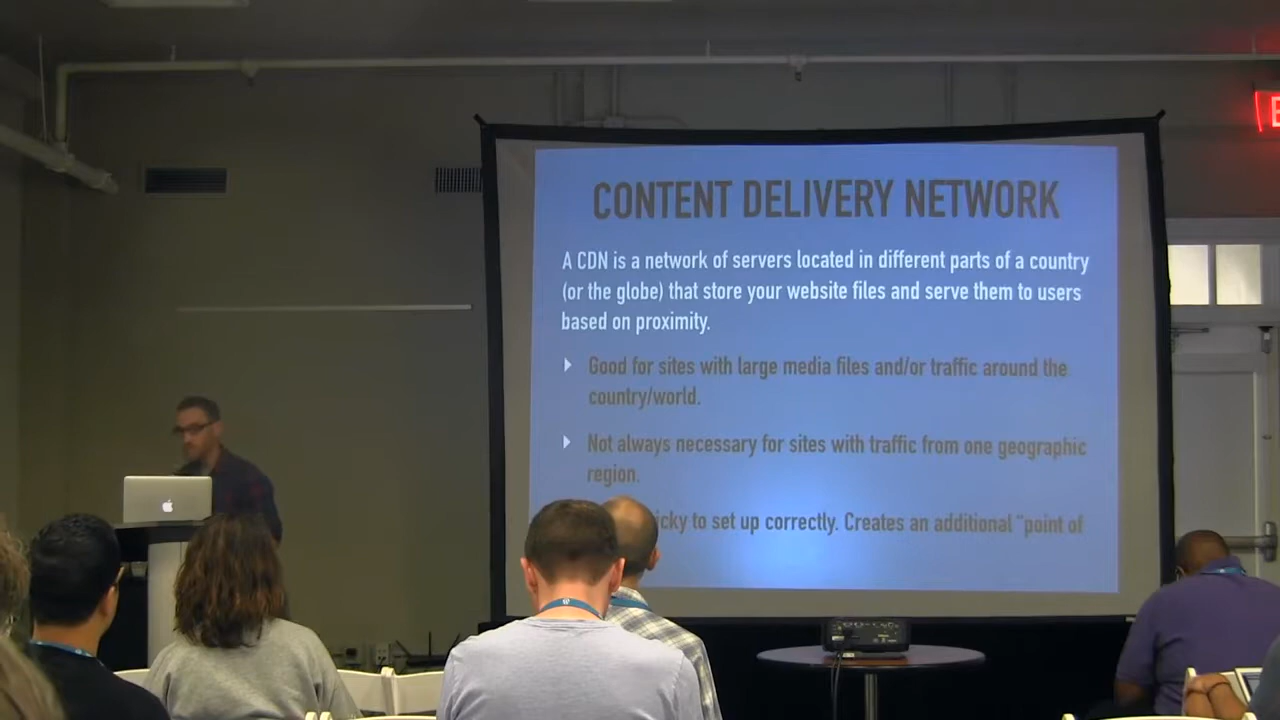 CONTENT DELIVERY NETWORK
A CDN is a network of servers located in different parts of a country
(or the globe) that store your website files and serve them to users
based on proximity.
Good for sites with large media files and/or traffic around the
country/world.
Not always necessary for sites with traffic from one geographic
region.
to set up correctly. Creates an additional “point of